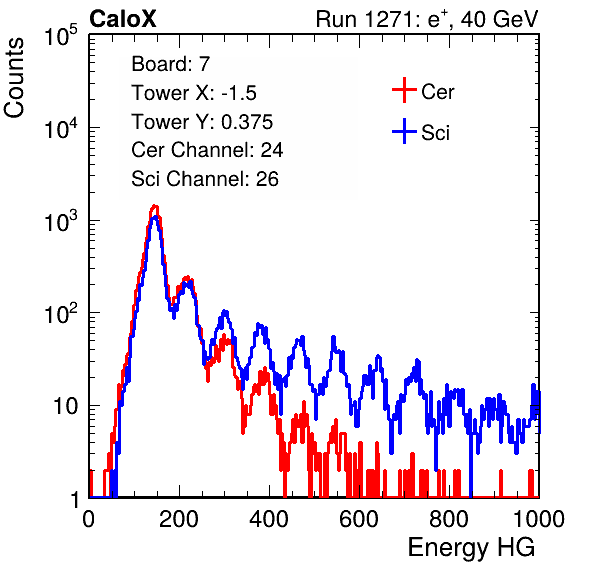 CaloX Run 1271: e⁺, 40 GeV
Counts
Board: 7
Tower X: -1.5
Tower Y: 0.375
Cer Channel: 24
Sci Channel: 26
Cer
Sci
10⁵
10⁴
10³
10²
10
1
0 200 400 600 800 1000
Energy HG